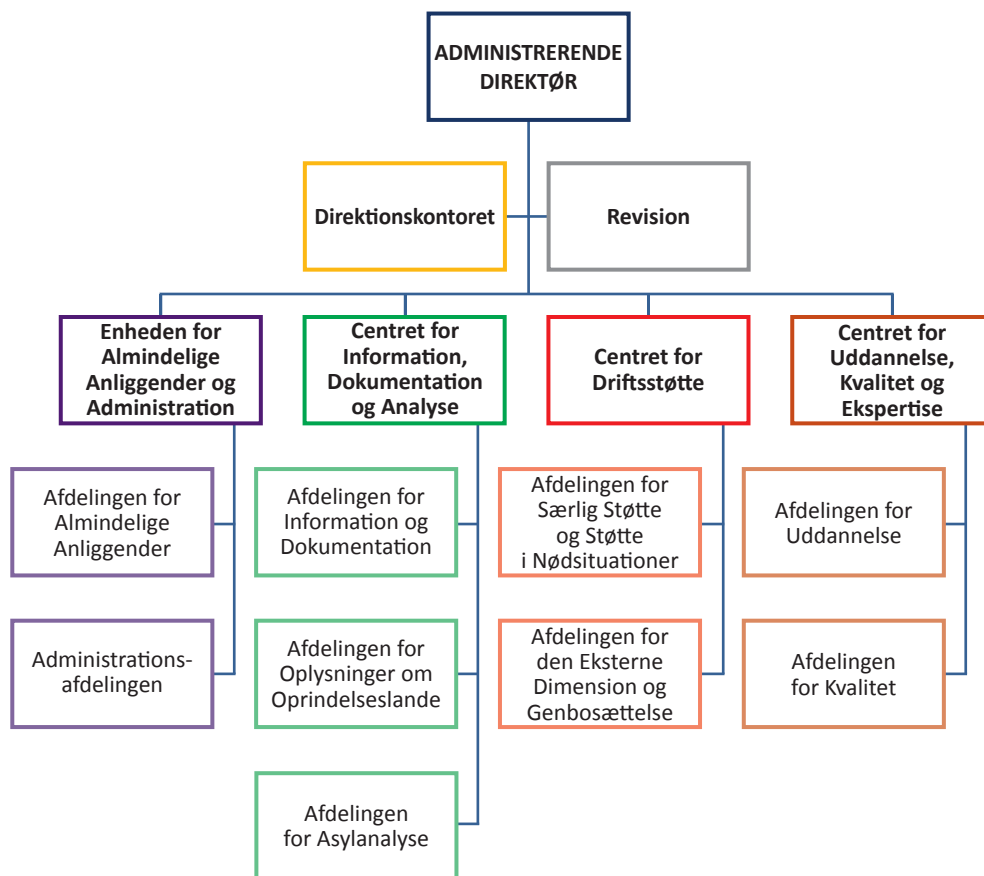 ADMINISTRERENDE
DIREKTØR
Direktionskontoret
Revision
Enheden for
Almindelige
Anliggender og
Administration
Centret for
Information,
Dokumentation
og Analyse
Centret for
Driftsstøtte
Centret for
Uddannelse,
Kvalitet og
Ekspertise
Afdelingen for
Almindelige
Anliggender
Afdelingen for
Information og
Dokumentation
Afdelingen for
Særlig Støtte
og Støtte
i Nødsituationer
Afdelingen for
Uddannelse
Administrations-
afdelingen
Afdelingen for
Oplysninger om
Oprindelseslande
Afdelingen for
den Eksterne
Dimension og
Genbosættelse
Afdelingen
for Kvalitet
Afdelingen
for Asylanalyse